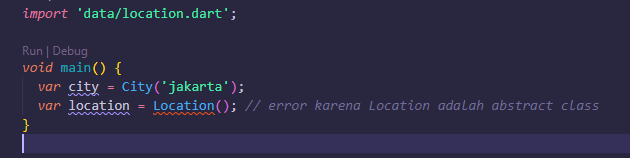 import 'data/location.dart';
Run | Debug
void main() {
var city = City('jakarta');
var location = Location(); // error karena Location adalah abstract class
}